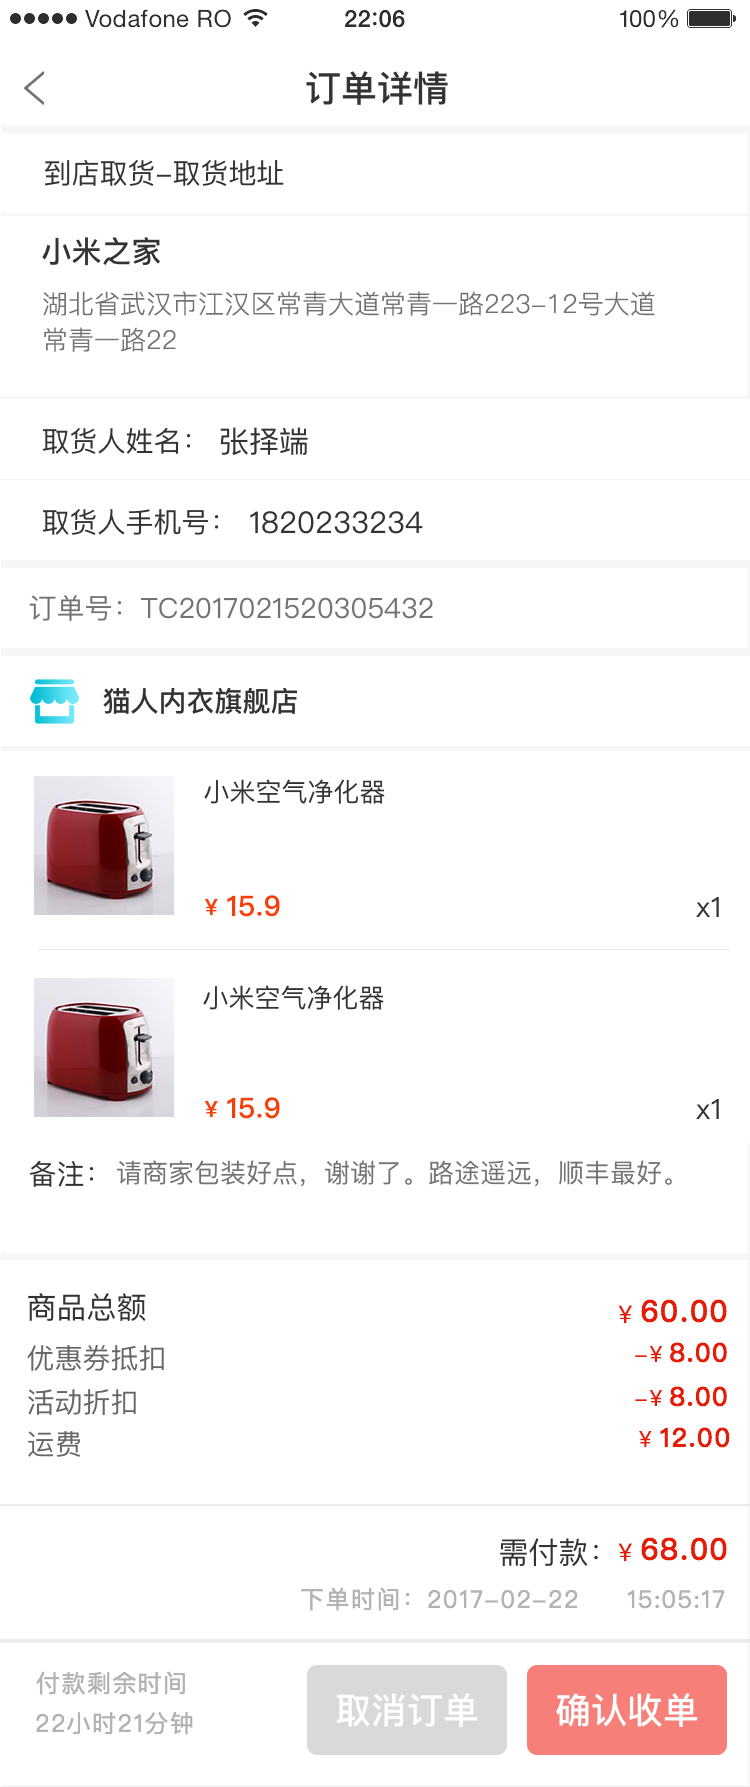 Vodafone RO 22:06 100%
订单详情
到店取货–取货地址
小米之家
湖北省武汉市江汉区常青大道常青一路223–12号大道
常青一路22
取货人姓名： 张择端
取货人手机号： 1820233234
订单号：TC2017021520305432
猫人内衣旗舰店
小米空气净化器
¥ 15.9 x1
小米空气净化器
¥ 15.9 x1
备注： 请商家包装好点，谢谢了。路途遥远，顺丰最好。
商品总额 ¥ 60.00
优惠券抵扣 –¥ 8.00
活动折扣 –¥ 8.00
运费 ¥ 12.00
需付款： ¥ 68.00
下单时间：2017–02–22 15:05:17
付款剩余时间
22小时21分钟
取消订单
确认收单